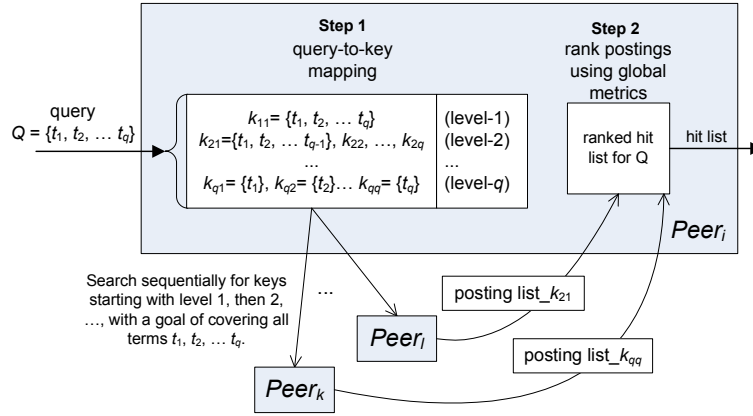 Step 1
query-to-key
mapping
Step 2
rank postings
using global
metrics
query
Q = {t1, t2, … tq}
k11= {t1, t2, … tq}
(level-1)
k21={t1, t2, … tq-1}, k22, …, k2q
(level-2)
...
...
kq1= {t1}, kq2= {t2}… kqq= {tq}
(level-q)
ranked hit
list for Q
hit list
Peeri
Search sequentially for keys
starting with level 1, then 2,
…, with a goal of covering all
terms t1, t2, … tq.
...
posting list_k21
Peerl
posting list_kqq
Peerk